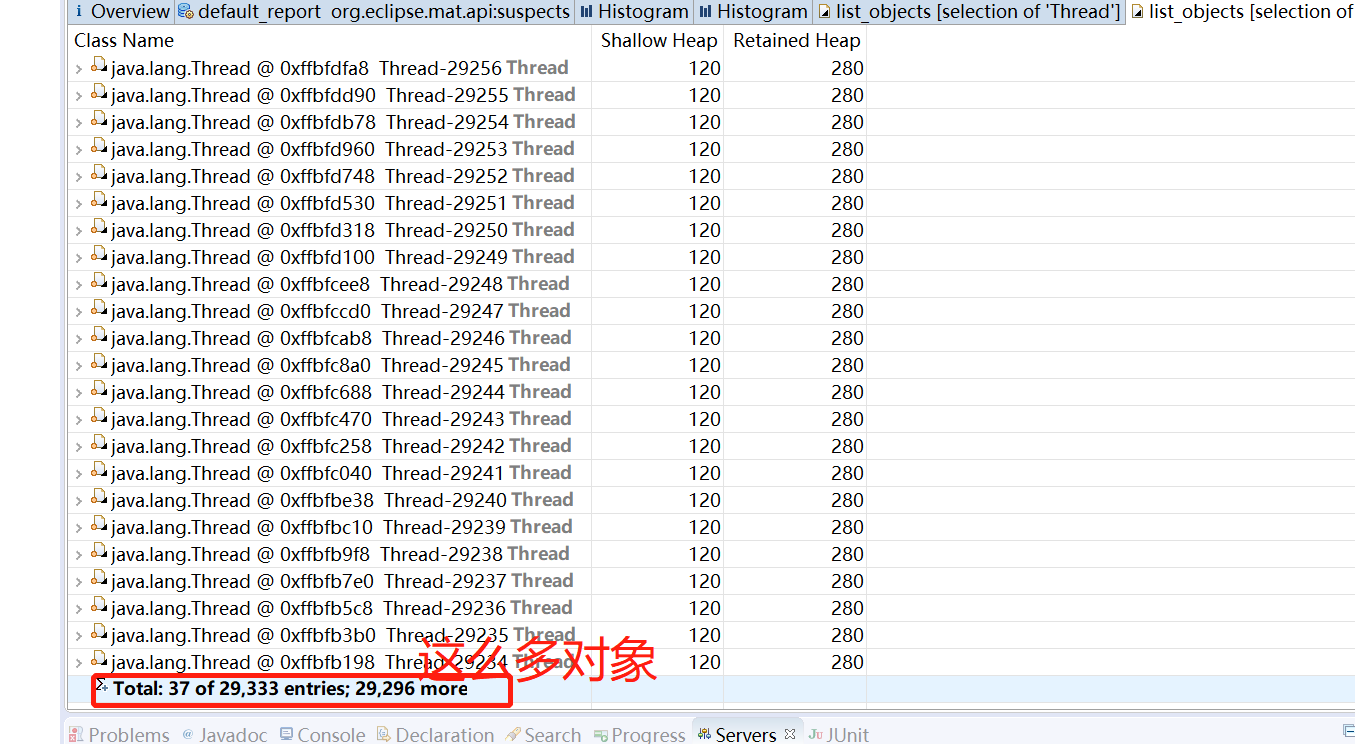 i Overview default_report org.eclipse.mat.api:suspects Histogram Histogram list_objects [selection of 'Thread'] list_objects [selection of
Class Name Shallow Heap Retained Heap
java.lang.Thread @ 0xffbfdfa8 Thread-29256 Thread 120 280
java.lang.Thread @ 0xffbfdd90 Thread-29255 Thread 120 280
java.lang.Thread @ 0xffbfdb78 Thread-29254 Thread 120 280
java.lang.Thread @ 0xffbfd960 Thread-29253 Thread 120 280
java.lang.Thread @ 0xffbfd748 Thread-29252 Thread 120 280
java.lang.Thread @ 0xffbfd530 Thread-29251 Thread 120 280
java.lang.Thread @ 0xffbfd318 Thread-29250 Thread 120 280
java.lang.Thread @ 0xffbfd100 Thread-29249 Thread 120 280
java.lang.Thread @ 0xffbfcee8 Thread-29248 Thread 120 280
java.lang.Thread @ 0xffbfccd0 Thread-29247 Thread 120 280
java.lang.Thread @ 0xffbfcab8 Thread-29246 Thread 120 280
java.lang.Thread @ 0xffbfc8a0 Thread-29245 Thread 120 280
java.lang.Thread @ 0xffbfc688 Thread-29244 Thread 120 280
java.lang.Thread @ 0xffbfc470 Thread-29243 Thread 120 280
java.lang.Thread @ 0xffbfc258 Thread-29242 Thread 120 280
java.lang.Thread @ 0xffbfc040 Thread-29241 Thread 120 280
java.lang.Thread @ 0xffbfbe38 Thread-29240 Thread 120 280
java.lang.Thread @ 0xffbfbc10 Thread-29239 Thread 120 280
java.lang.Thread @ 0xffbfb9f8 Thread-29238 Thread 120 280
java.lang.Thread @ 0xffbfb7e0 Thread-29237 Thread 120 280
java.lang.Thread @ 0xffbfb5c8 Thread-29236 Thread 120 280
java.lang.Thread @ 0xffbfb3b0 Thread-29235 Thread 120 280
java.lang.Thread @ 0xffbfb198 Thread-29234 Thread 120 280
这么多对象
Total: 37 of 29,333 entries; 29,296 more
Problems @ Javadoc Console Declaration Search Progress Servers Ju JUnit